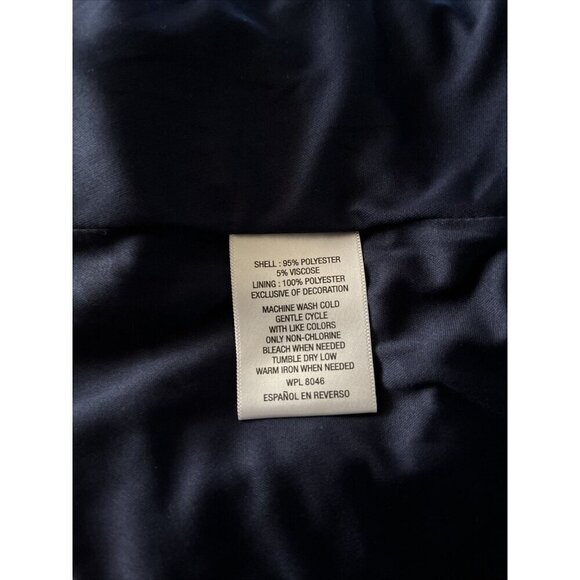 SHELL : 95% POLYESTER
5% VISCOSE
LINING : 100% POLYESTER
EXCLUSIVE OF DECORATION
MACHINE WASH COLD
GENTLE CYCLE
WITH LIKE COLORS
ONLY NON-CHLORINE
BLEACH WHEN NEEDED
TUMBLE DRY LOW
WARM IRON WHEN NEEDED
WPL 8046
ESPAÑOL EN REVERSO